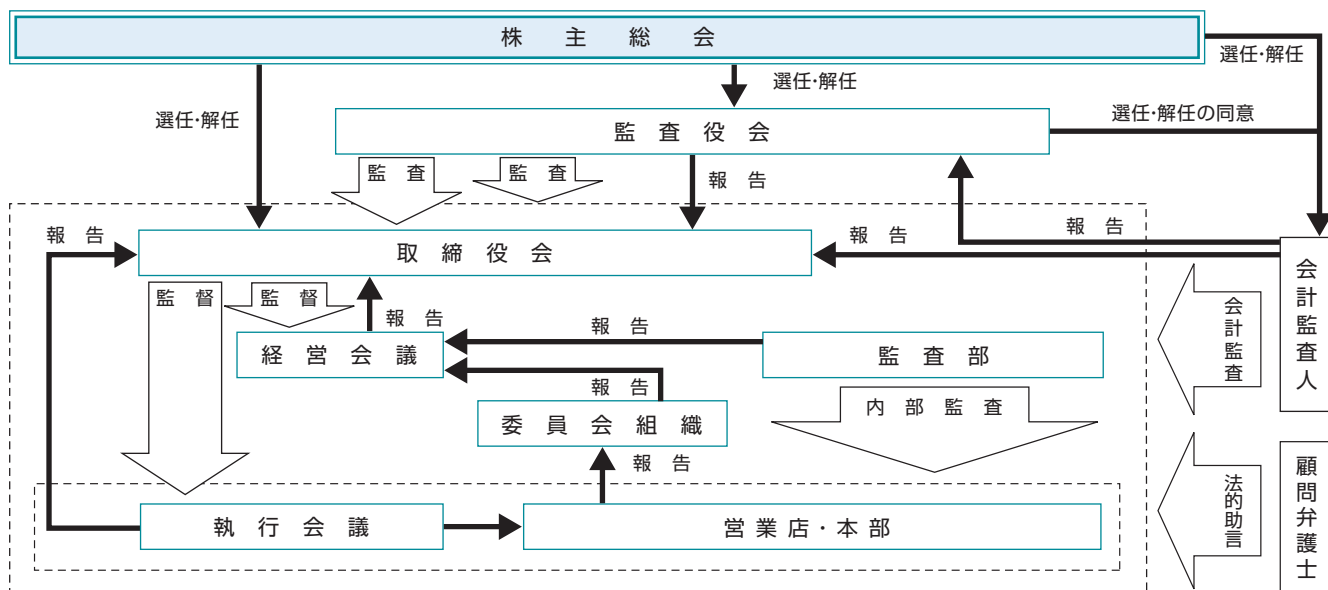 株主総会
選任・解任
選任・解任
選任・解任
監査役会
選任・解任の同意
監査
監査
報告
報告
報告
報告
取締役会
監督
監督
報告
報告
経営会議
監査部
会計監査
会計監査人
報告
内部監査
委員会組織
報告
法的助言
顧問弁護士
執行会議
営業店・本部